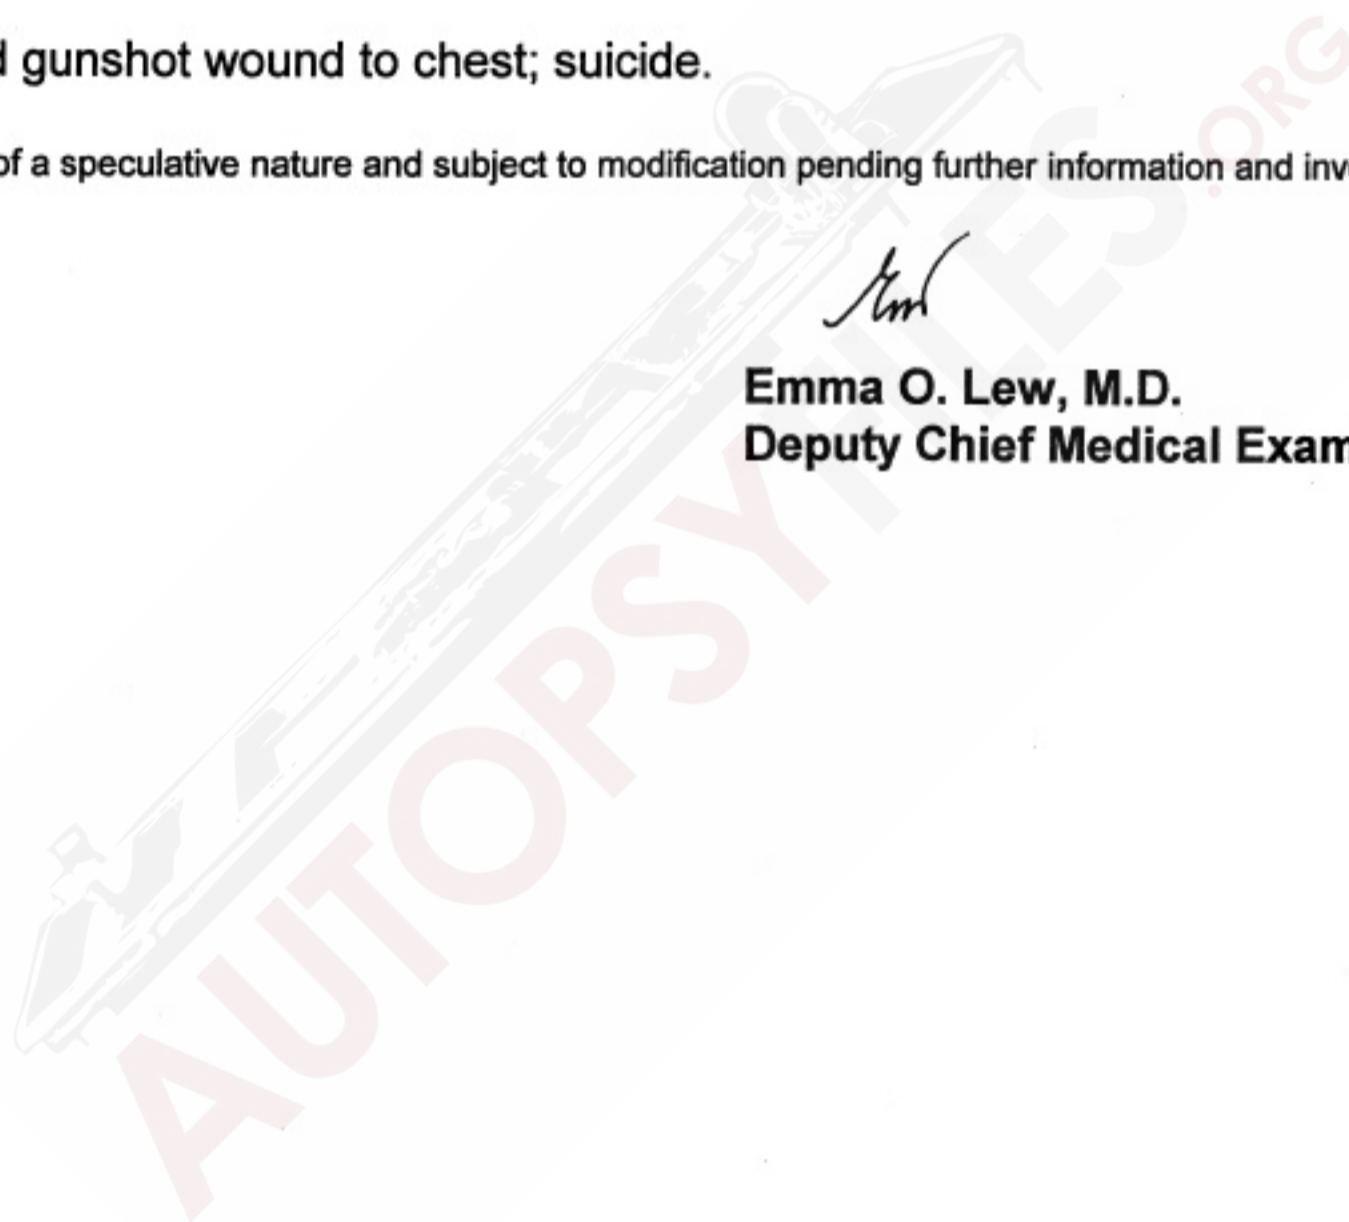 gunshot wound to chest; suicide.
of a speculative nature and subject to modification pending further information and inv
Emma O. Lew, M.D.
Deputy Chief Medical Exam
AUTOPSYFILES.ORG